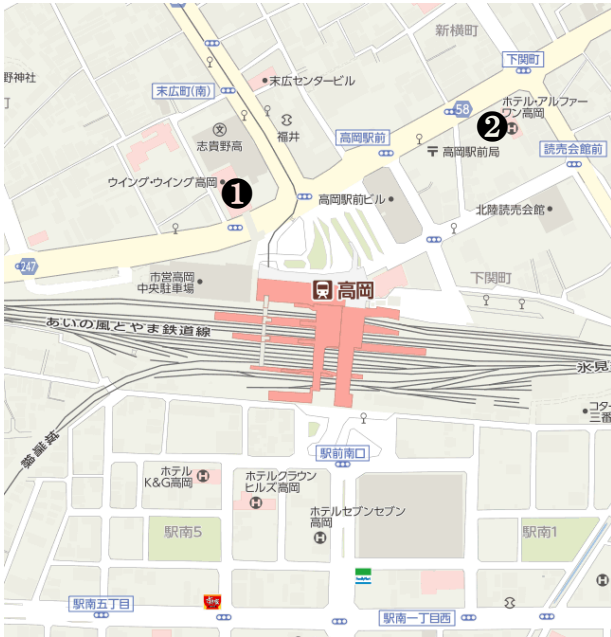 新横町
下関町
野神社
町
末広センタービル
末広町(南)
58
ホテル・アルファー
ワン高岡
❷
福井
文
志貴野高
高岡駅前
高岡駅前局
読売会館前
ウイング・ウイング高岡
❶
高岡駅前ビル
北陸読売会館
247
市営高岡
中央駐車場
高岡
下関町
あいの風とやま鉄道線
氷見
城端線
コター
三番
駅前南口
ホテル
K&G高岡
H
ホテルクラウン
ヒルズ高岡
H
ホテルセブンセブン
高岡
H
駅南5
駅南1
H
駅南五丁目
駅南一丁目西